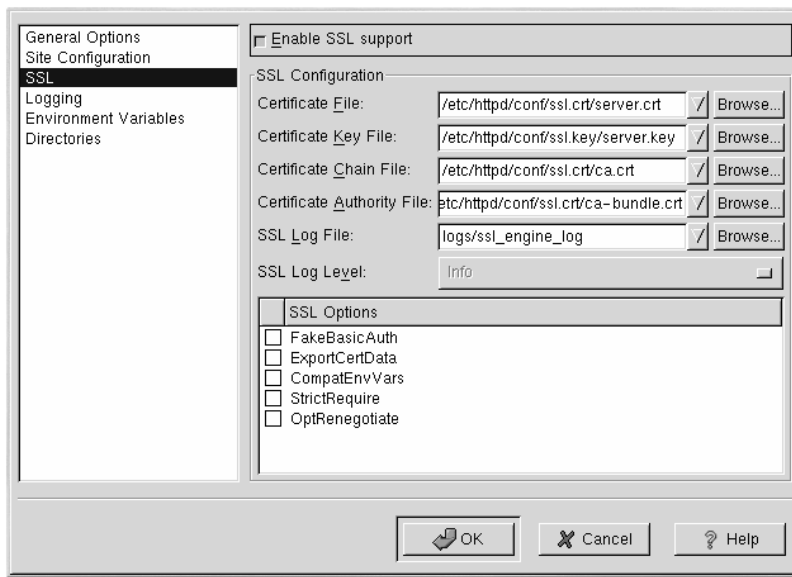 General Options
Site Configuration
SSL
Logging
Environment Variables
Directories
Enable SSL support
SSL Configuration
Certificate File: /etc/httpd/conf/ssl.crt/server.crt Browse...
Certificate Key File: /etc/httpd/conf/ssl.key/server.key Browse...
Certificate Chain File: /etc/httpd/conf/ssl.crt/ca.crt Browse...
Certificate Authority File: etc/httpd/conf/ssl.crt/ca-bundle.crt Browse...
SSL Log File: logs/ssl_engine_log Browse...
SSL Log Level: Info
SSL Options
FakeBasicAuth
ExportCertData
CompatEnvVars
StrictRequire
OptRenegotiate
OK Cancel Help